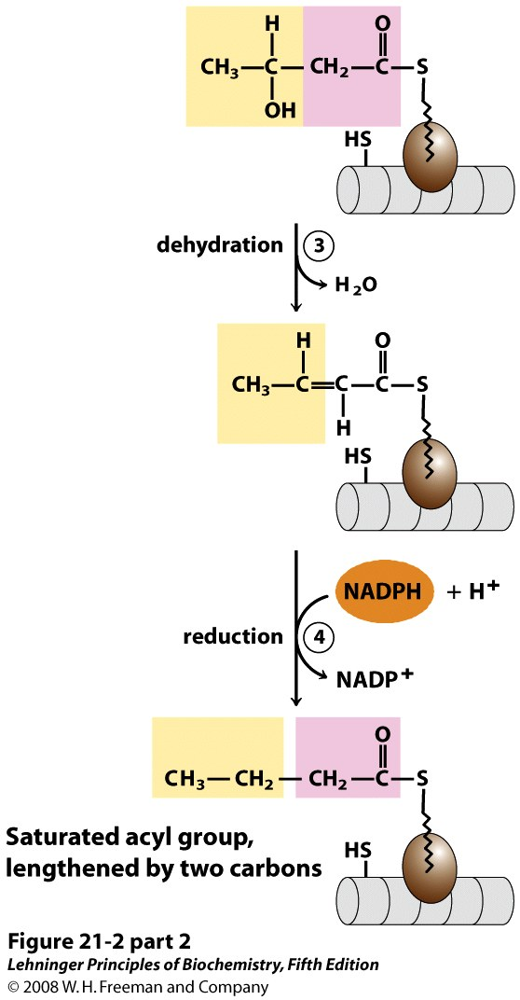 H O
CH₃—C—CH₂—C—S
OH
HS
dehydration 3
H₂O
H O
CH₃—C=C—C—S
H
HS
NADPH + H⁺
reduction 4
NADP⁺
O
CH₃—CH₂—CH₂—C—S
Saturated acyl group,
lengthened by two carbons
HS
Figure 21-2 part 2
Lehninger Principles of Biochemistry, Fifth Edition
© 2008 W. H. Freeman and Company